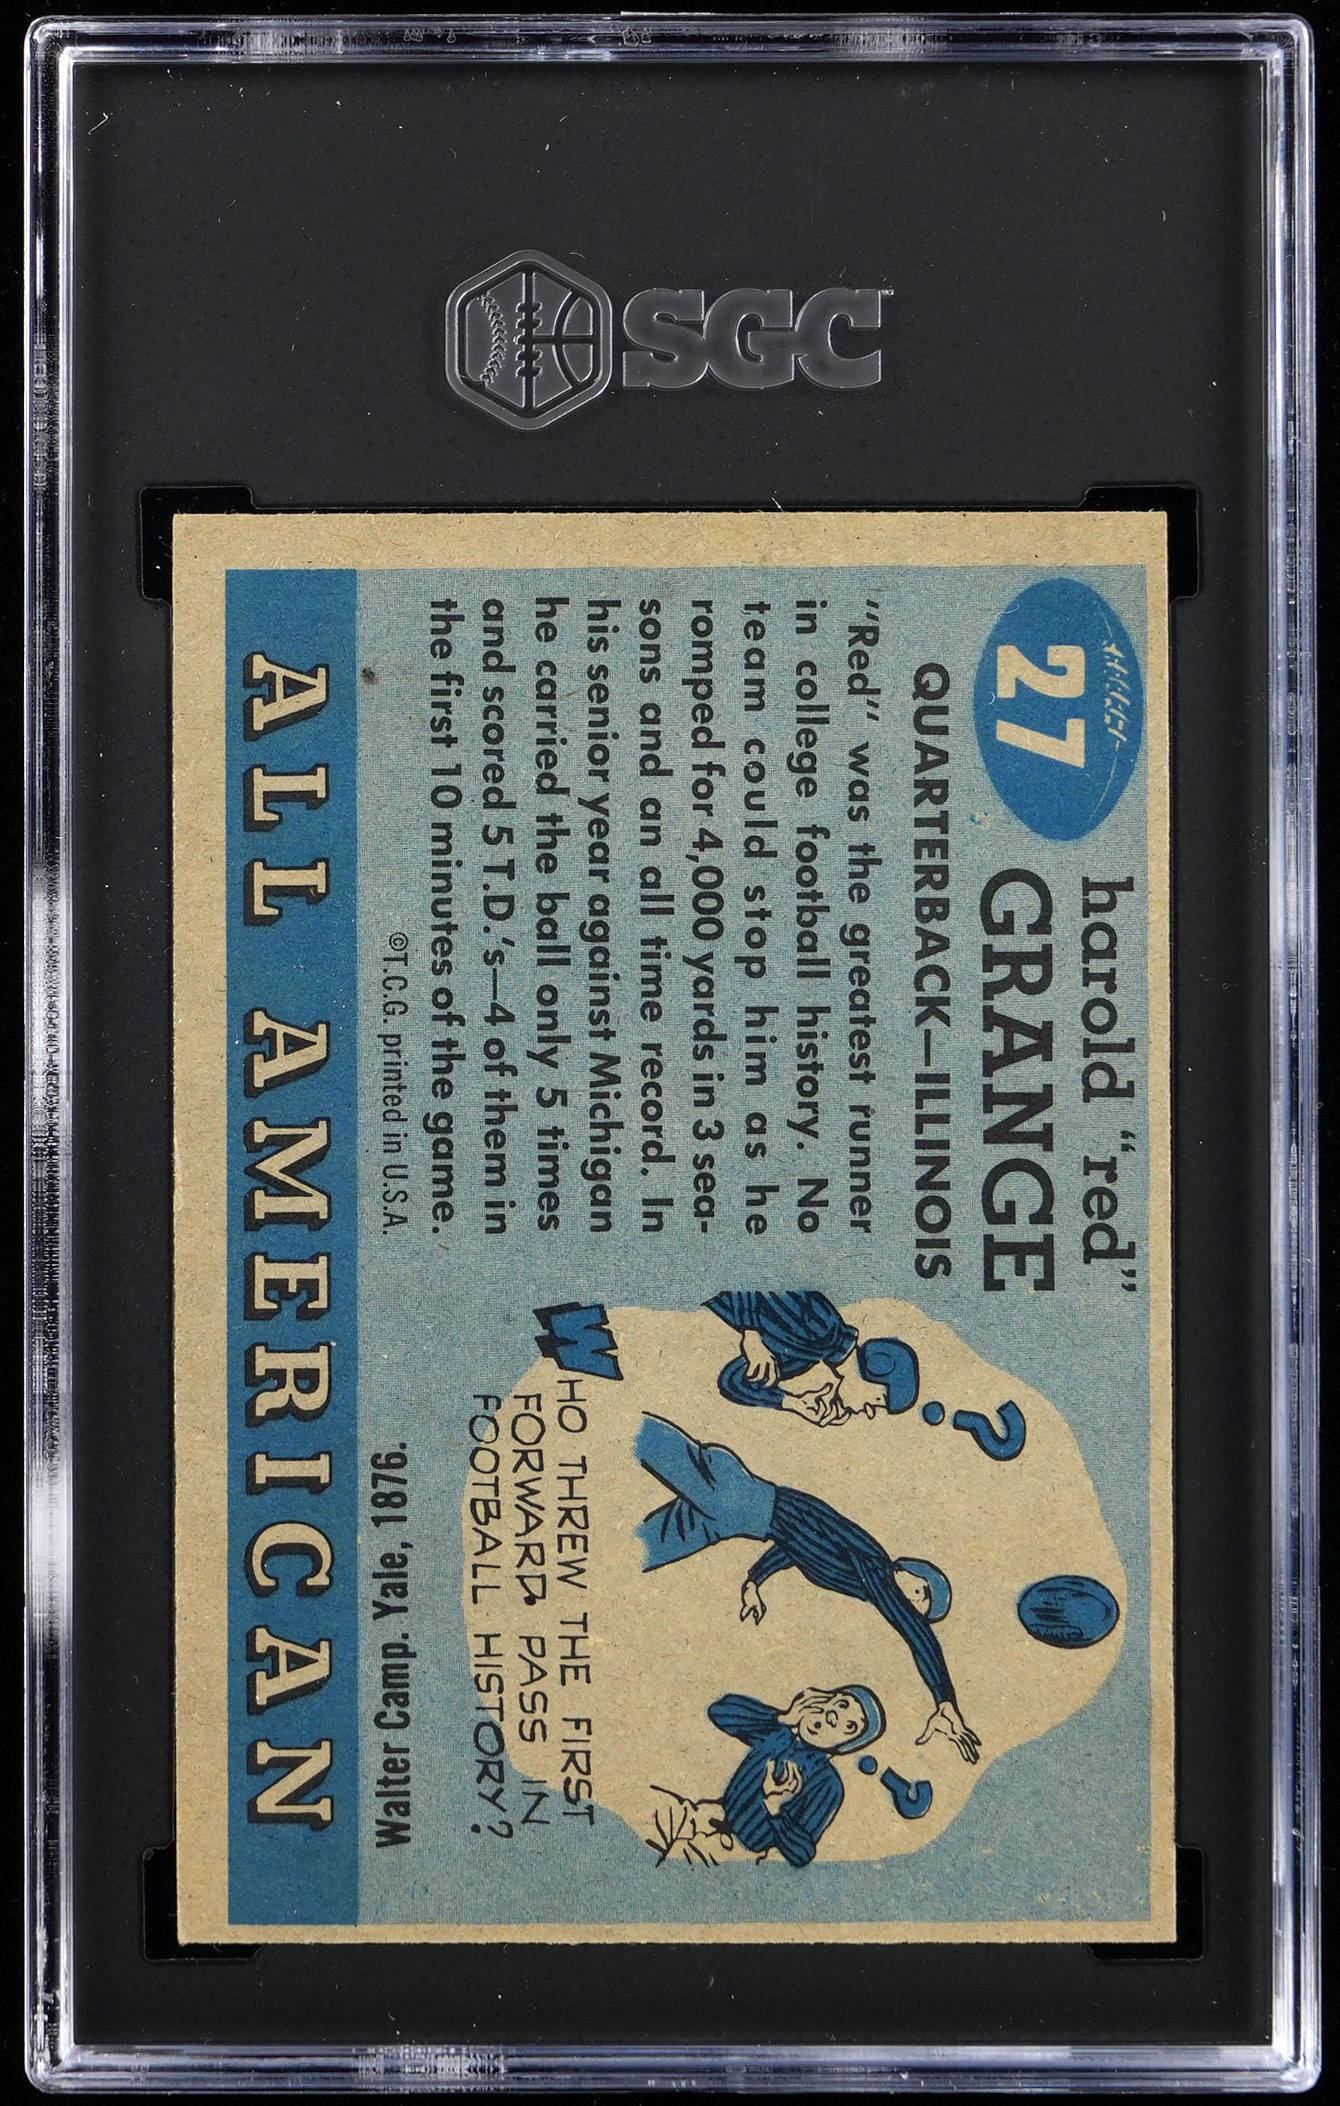 SGC
27
harold "red"
GRANGE
QUARTERBACK—ILLINOIS
"Red" was the greatest runner
in college football history. No
team could stop him as he
romped for 4,000 yards in 3 sea-
sons and an all time record. In
his senior year against Michigan
he carried the ball only 5 times
and scored 5 T.D.'s—4 of them in
the first 10 minutes of the game.
©T.C.G. printed in U.S.A.
?
?
WHO THREW THE FIRST
FORWARD PASS IN
FOOTBALL HISTORY?
Walter Camp. Yale, 1876.
ALL AMERICAN